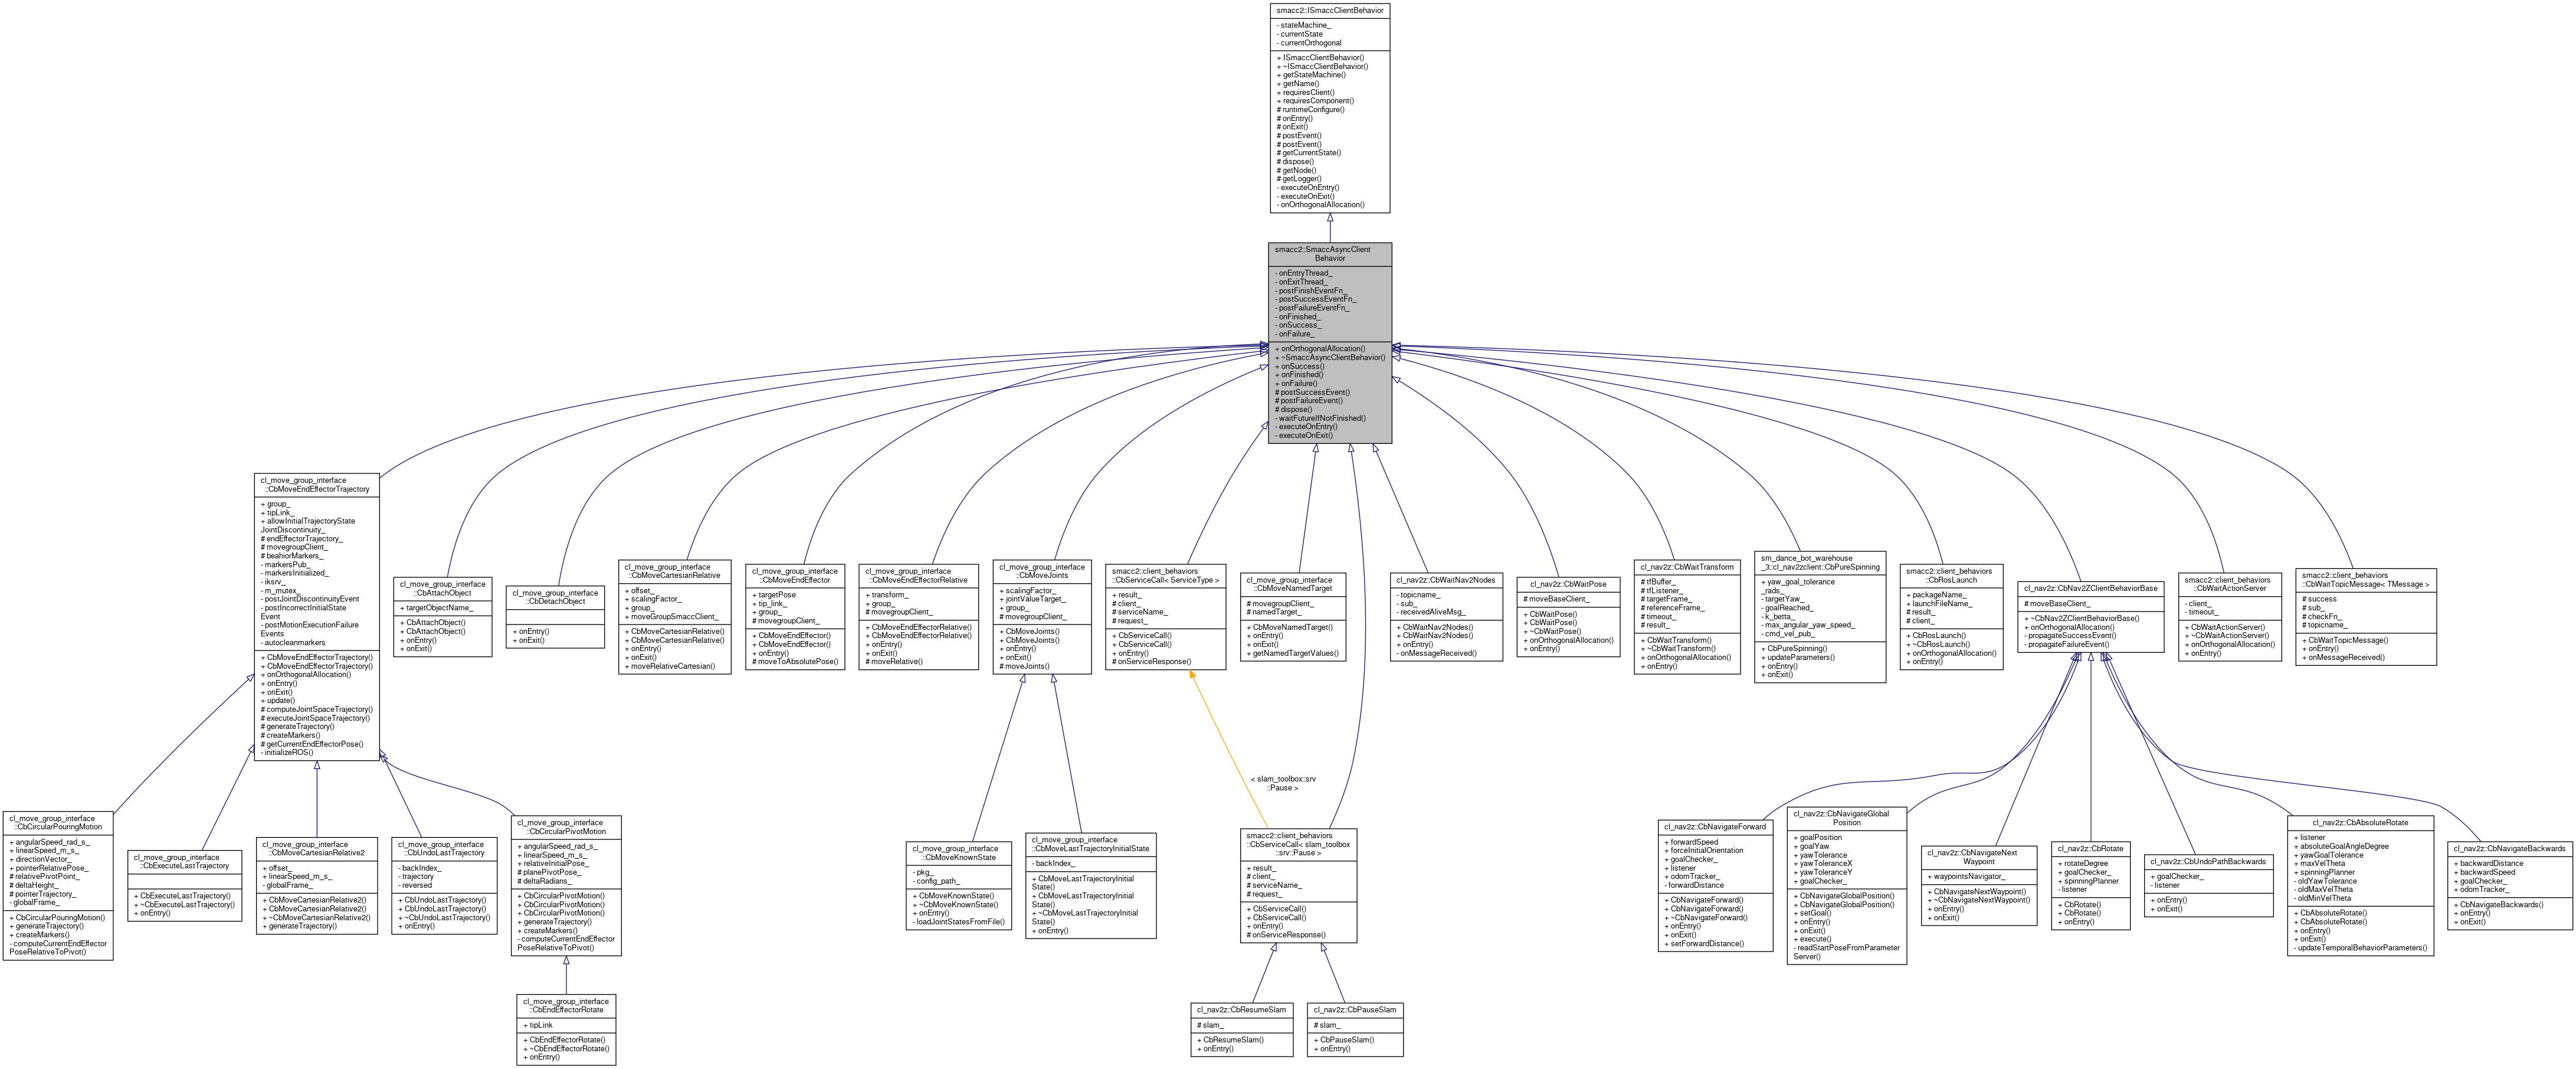 smacc2::ISmaccClientBehavior
- stateMachine_
- currentState
- currentOrthogonal
+ ISmaccClientBehavior()
+ ~ISmaccClientBehavior()
+ getStateMachine()
+ getName()
+ requiresClient()
+ requiresComponent()
# runtimeConfigure()
# onEntry()
# onExit()
# postEvent()
# postEvent()
# getCurrentState()
# dispose()
# getNode()
# getLogger()
- executeOnEntry()
- executeOnExit()
- onOrthogonalAllocation()
smacc2::SmaccAsyncClient
Behavior
- onEntryThread_
- onExitThread_
- postFinishEventFn_
- postSuccessEventFn_
- postFailureEventFn_
- onFinished_
- onSuccess_
- onFailure_
+ onOrthogonalAllocation()
+ ~SmaccAsyncClientBehavior()
+ onSuccess()
+ onFinished()
+ onFailure()
# postSuccessEvent()
# postFailureEvent()
# dispose()
- waitFutureIfNotFinished()
- executeOnEntry()
- executeOnExit()
cl_move_group_interface
::CbMoveEndEffectorTrajectory
+ group_
+ tipLink_
+ allowInitialTrajectoryState
JointDiscontinuity_
# endEffectorTrajectory_
# movegroupClient_
# beahiorMarkers_
- markersPub_
- markersInitialized_
- iksrv_
- m_mutex_
- postJointDiscontinuityEvent
- postIncorrectInitialState
Event
- postMotionExecutionFailure
Events
- autocleanmarkers
+ CbMoveEndEffectorTrajectory()
+ CbMoveEndEffectorTrajectory()
+ onOrthogonalAllocation()
+ onEntry()
+ onExit()
+ update()
# computeJointSpaceTrajectory()
# executeJointSpaceTrajectory()
# generateTrajectory()
# createMarkers()
# getCurrentEndEffectorPose()
- initializeROS()
cl_move_group_interface
::CbAttachObject
+ targetObjectName_
+ CbAttachObject()
+ CbAttachObject()
+ onEntry()
+ onExit()
cl_move_group_interface
::CbDetachObject
+ onEntry()
+ onExit()
cl_move_group_interface
::CbMoveCartesianRelative
+ offset_
+ scalingFactor_
+ group_
+ moveGroupSmaccClient_
+ CbMoveCartesianRelative()
+ CbMoveCartesianRelative()
+ onEntry()
+ onExit()
+ moveRelativeCartesian()
cl_move_group_interface
::CbMoveEndEffector
+ targetPose
+ tip_link_
+ group_
# movegroupClient_
+ CbMoveEndEffector()
+ CbMoveEndEffector()
+ onEntry()
# moveToAbsolutePose()
cl_move_group_interface
::CbMoveEndEffectorRelative
+ transform_
+ group_
# movegroupClient_
+ CbMoveEndEffectorRelative()
+ CbMoveEndEffectorRelative()
+ onEntry()
+ onExit()
# moveRelative()
cl_move_group_interface
::CbMoveJoints
+ scalingFactor_
+ jointValueTarget_
+ group_
# movegroupClient_
+ CbMoveJoints()
+ CbMoveJoints()
+ onEntry()
+ onExit()
# moveJoints()
smacc2::client_behaviors
::CbServiceCall< ServiceType >
+ result_
# client_
# serviceName_
# request_
+ CbServiceCall()
+ CbServiceCall()
+ onEntry()
# onServiceResponse()
cl_move_group_interface
::CbMoveNamedTarget
# movegroupClient_
# namedTarget_
+ CbMoveNamedTarget()
+ onEntry()
+ onExit()
+ getNamedTargetValues()
cl_nav2z::CbWaitNav2Nodes
- topicname_
- sub_
- receivedAliveMsg_
+ CbWaitNav2Nodes()
+ CbWaitNav2Nodes()
+ onEntry()
- onMessageReceived()
cl_nav2z::CbWaitPose
# moveBaseClient_
+ CbWaitPose()
+ CbWaitPose()
+ ~CbWaitPose()
+ onOrthogonalAllocation()
+ onEntry()
cl_nav2z::CbWaitTransform
# tfBuffer_
# tfListener_
# targetFrame_
# referenceFrame_
# timeout_
# result_
+ CbWaitTransform()
+ ~CbWaitTransform()
+ onOrthogonalAllocation()
+ onEntry()
sm_dance_bot_warehouse
_3::cl_nav2zclient::CbPureSpinning
+ yaw_goal_tolerance
_rads_
- targetYaw_
- goalReached_
- k_betta_
- max_angular_yaw_speed_
- cmd_vel_pub_
+ CbPureSpinning()
+ updateParameters()
+ onEntry()
+ onExit()
smacc2::client_behaviors
::CbRosLaunch
+ packageName_
+ launchFileName_
# result_
# client_
+ CbRosLaunch()
+ CbRosLaunch()
+ ~CbRosLaunch()
+ onOrthogonalAllocation()
+ onEntry()
cl_nav2z::CbNav2ZClientBehaviorBase
# moveBaseClient_
+ ~CbNav2ZClientBehaviorBase()
+ onOrthogonalAllocation()
- propagateSuccessEvent()
- propagateFailureEvent()
smacc2::client_behaviors
::CbWaitActionServer
- client_
- timeout_
+ CbWaitActionServer()
+ ~CbWaitActionServer()
+ onOrthogonalAllocation()
+ onEntry()
smacc2::client_behaviors
::CbWaitTopicMessage< TMessage >
# success
# sub_
# checkFn_
# topicname_
+ CbWaitTopicMessage()
+ onEntry()
+ onMessageReceived()
< slam_toolbox::srv
::Pause >
cl_move_group_interface
::CbCircularPouringMotion
+ angularSpeed_rad_s_
+ linearSpeed_m_s_
+ directionVector_
+ pointerRelativePose_
# relativePivotPoint_
# deltaHeight_
# pointerTrajectory_
- globalFrame_
+ CbCircularPouringMotion()
+ generateTrajectory()
+ createMarkers()
- computeCurrentEndEffector
PoseRelativeToPivot()
cl_move_group_interface
::CbExecuteLastTrajectory
+ CbExecuteLastTrajectory()
+ ~CbExecuteLastTrajectory()
+ onEntry()
cl_move_group_interface
::CbMoveCartesianRelative2
+ offset_
+ linearSpeed_m_s_
- globalFrame_
+ CbMoveCartesianRelative2()
+ CbMoveCartesianRelative2()
+ ~CbMoveCartesianRelative2()
+ generateTrajectory()
cl_move_group_interface
::CbUndoLastTrajectory
- backIndex_
- trajectory
- reversed
+ CbUndoLastTrajectory()
+ CbUndoLastTrajectory()
+ ~CbUndoLastTrajectory()
+ onEntry()
cl_move_group_interface
::CbCircularPivotMotion
+ angularSpeed_rad_s_
+ linearSpeed_m_s_
+ relativeInitialPose_
# planePivotPose_
# deltaRadians_
+ CbCircularPivotMotion()
+ CbCircularPivotMotion()
+ CbCircularPivotMotion()
+ generateTrajectory()
+ createMarkers()
- computeCurrentEndEffector
PoseRelativeToPivot()
cl_move_group_interface
::CbMoveKnownState
- pkg_
- config_path_
+ CbMoveKnownState()
+ ~CbMoveKnownState()
+ onEntry()
- loadJointStatesFromFile()
cl_move_group_interface
::CbMoveLastTrajectoryInitialState
- backIndex_
+ CbMoveLastTrajectoryInitial
State()
+ CbMoveLastTrajectoryInitial
State()
+ ~CbMoveLastTrajectoryInitial
State()
+ onEntry()
smacc2::client_behaviors
::CbServiceCall< slam_toolbox
::srv::Pause >
+ result_
# client_
# serviceName_
# request_
+ CbServiceCall()
+ CbServiceCall()
+ onEntry()
# onServiceResponse()
cl_nav2z::CbNavigateForward
+ forwardSpeed
+ forceInitialOrientation
+ goalChecker_
+ listener
+ odomTracker_
- forwardDistance
+ CbNavigateForward()
+ CbNavigateForward()
+ ~CbNavigateForward()
+ onEntry()
+ onExit()
+ setForwardDistance()
cl_nav2z::CbNavigateGlobal
Position
+ goalPosition
+ goalYaw
+ yawTolerance
+ yawToleranceX
+ yawToleranceY
+ goalChecker_
+ CbNavigateGlobalPosition()
+ CbNavigateGlobalPosition()
+ setGoal()
+ onEntry()
+ onExit()
+ execute()
- readStartPoseFromParameter
Server()
cl_nav2z::CbNavigateNext
Waypoint
+ waypointsNavigator_
+ CbNavigateNextWaypoint()
+ ~CbNavigateNextWaypoint()
+ onEntry()
+ onExit()
cl_nav2z::CbRotate
+ rotateDegree
+ goalChecker_
+ spinningPlanner
- listener
+ CbRotate()
+ CbRotate()
+ onEntry()
cl_nav2z::CbUndoPathBackwards
+ goalChecker_
- listener
+ onEntry()
+ onExit()
cl_nav2z::CbAbsoluteRotate
+ listener
+ absoluteGoalAngleDegree
+ yawGoalTolerance
+ maxVelTheta
+ spinningPlanner
- oldYawTolerance
- oldMaxVelTheta
- oldMinVelTheta
+ CbAbsoluteRotate()
+ CbAbsoluteRotate()
+ onEntry()
+ onExit()
- updateTemporalBehaviorParameters()
cl_nav2z::CbNavigateBackwards
+ backwardDistance
+ backwardSpeed
+ goalChecker_
+ odomTracker_
+ CbNavigateBackwards()
+ onEntry()
+ onExit()
cl_move_group_interface
::CbEndEffectorRotate
+ tipLink
+ CbEndEffectorRotate()
+ ~CbEndEffectorRotate()
+ onEntry()
cl_nav2z::CbResumeSlam
# slam_
+ CbResumeSlam()
+ onEntry()
cl_nav2z::CbPauseSlam
# slam_
+ CbPauseSlam()
+ onEntry()